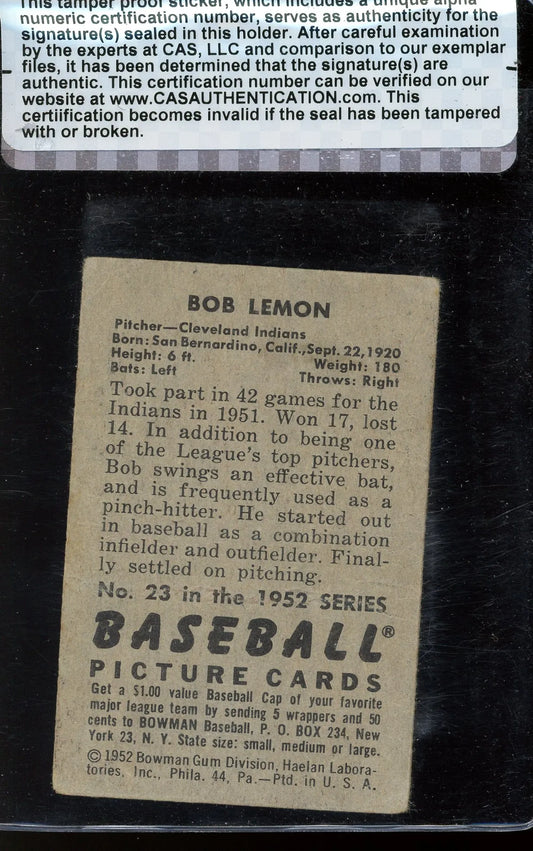 This tamper proof sticker, which includes a unique alpha
numeric certification number, serves as authenticity for the
signature(s) sealed in this holder. After careful examination
by the experts at CAS, LLC and comparison to our exemplar
files, it has been determined that the signature(s) are
authentic. This certification number can be verified on our
website at www.CASAUTHENTICATION.com. This
certiification becomes invalid if the seal has been tampered
with or broken.
BOB LEMON
Pitcher—Cleveland Indians
Born: San Bernardino, Calif., Sept. 22, 1920
Height: 6 ft. Weight: 180
Bats: Left Throws: Right
Took part in 42 games for the
Indians in 1951. Won 17, lost
14. In addition to being one
of the League's top pitchers,
Bob swings an effective bat,
and is frequently used as a
pinch-hitter. He started out
in baseball as a combination
infielder and outfielder. Final-
ly settled on pitching.
No. 23 in the 1952 SERIES
BASEBALL®
PICTURE CARDS
Get a $1.00 value Baseball Cap of your favorite
major league team by sending 5 wrappers and 50
cents to BOWMAN Baseball, P. O. BOX 234, New
York 23, N. Y. State size: small, medium or large.
© 1952 Bowman Gum Division, Haelan Labora-
tories, Inc., Phila. 44, Pa.—Ptd. in U. S. A.